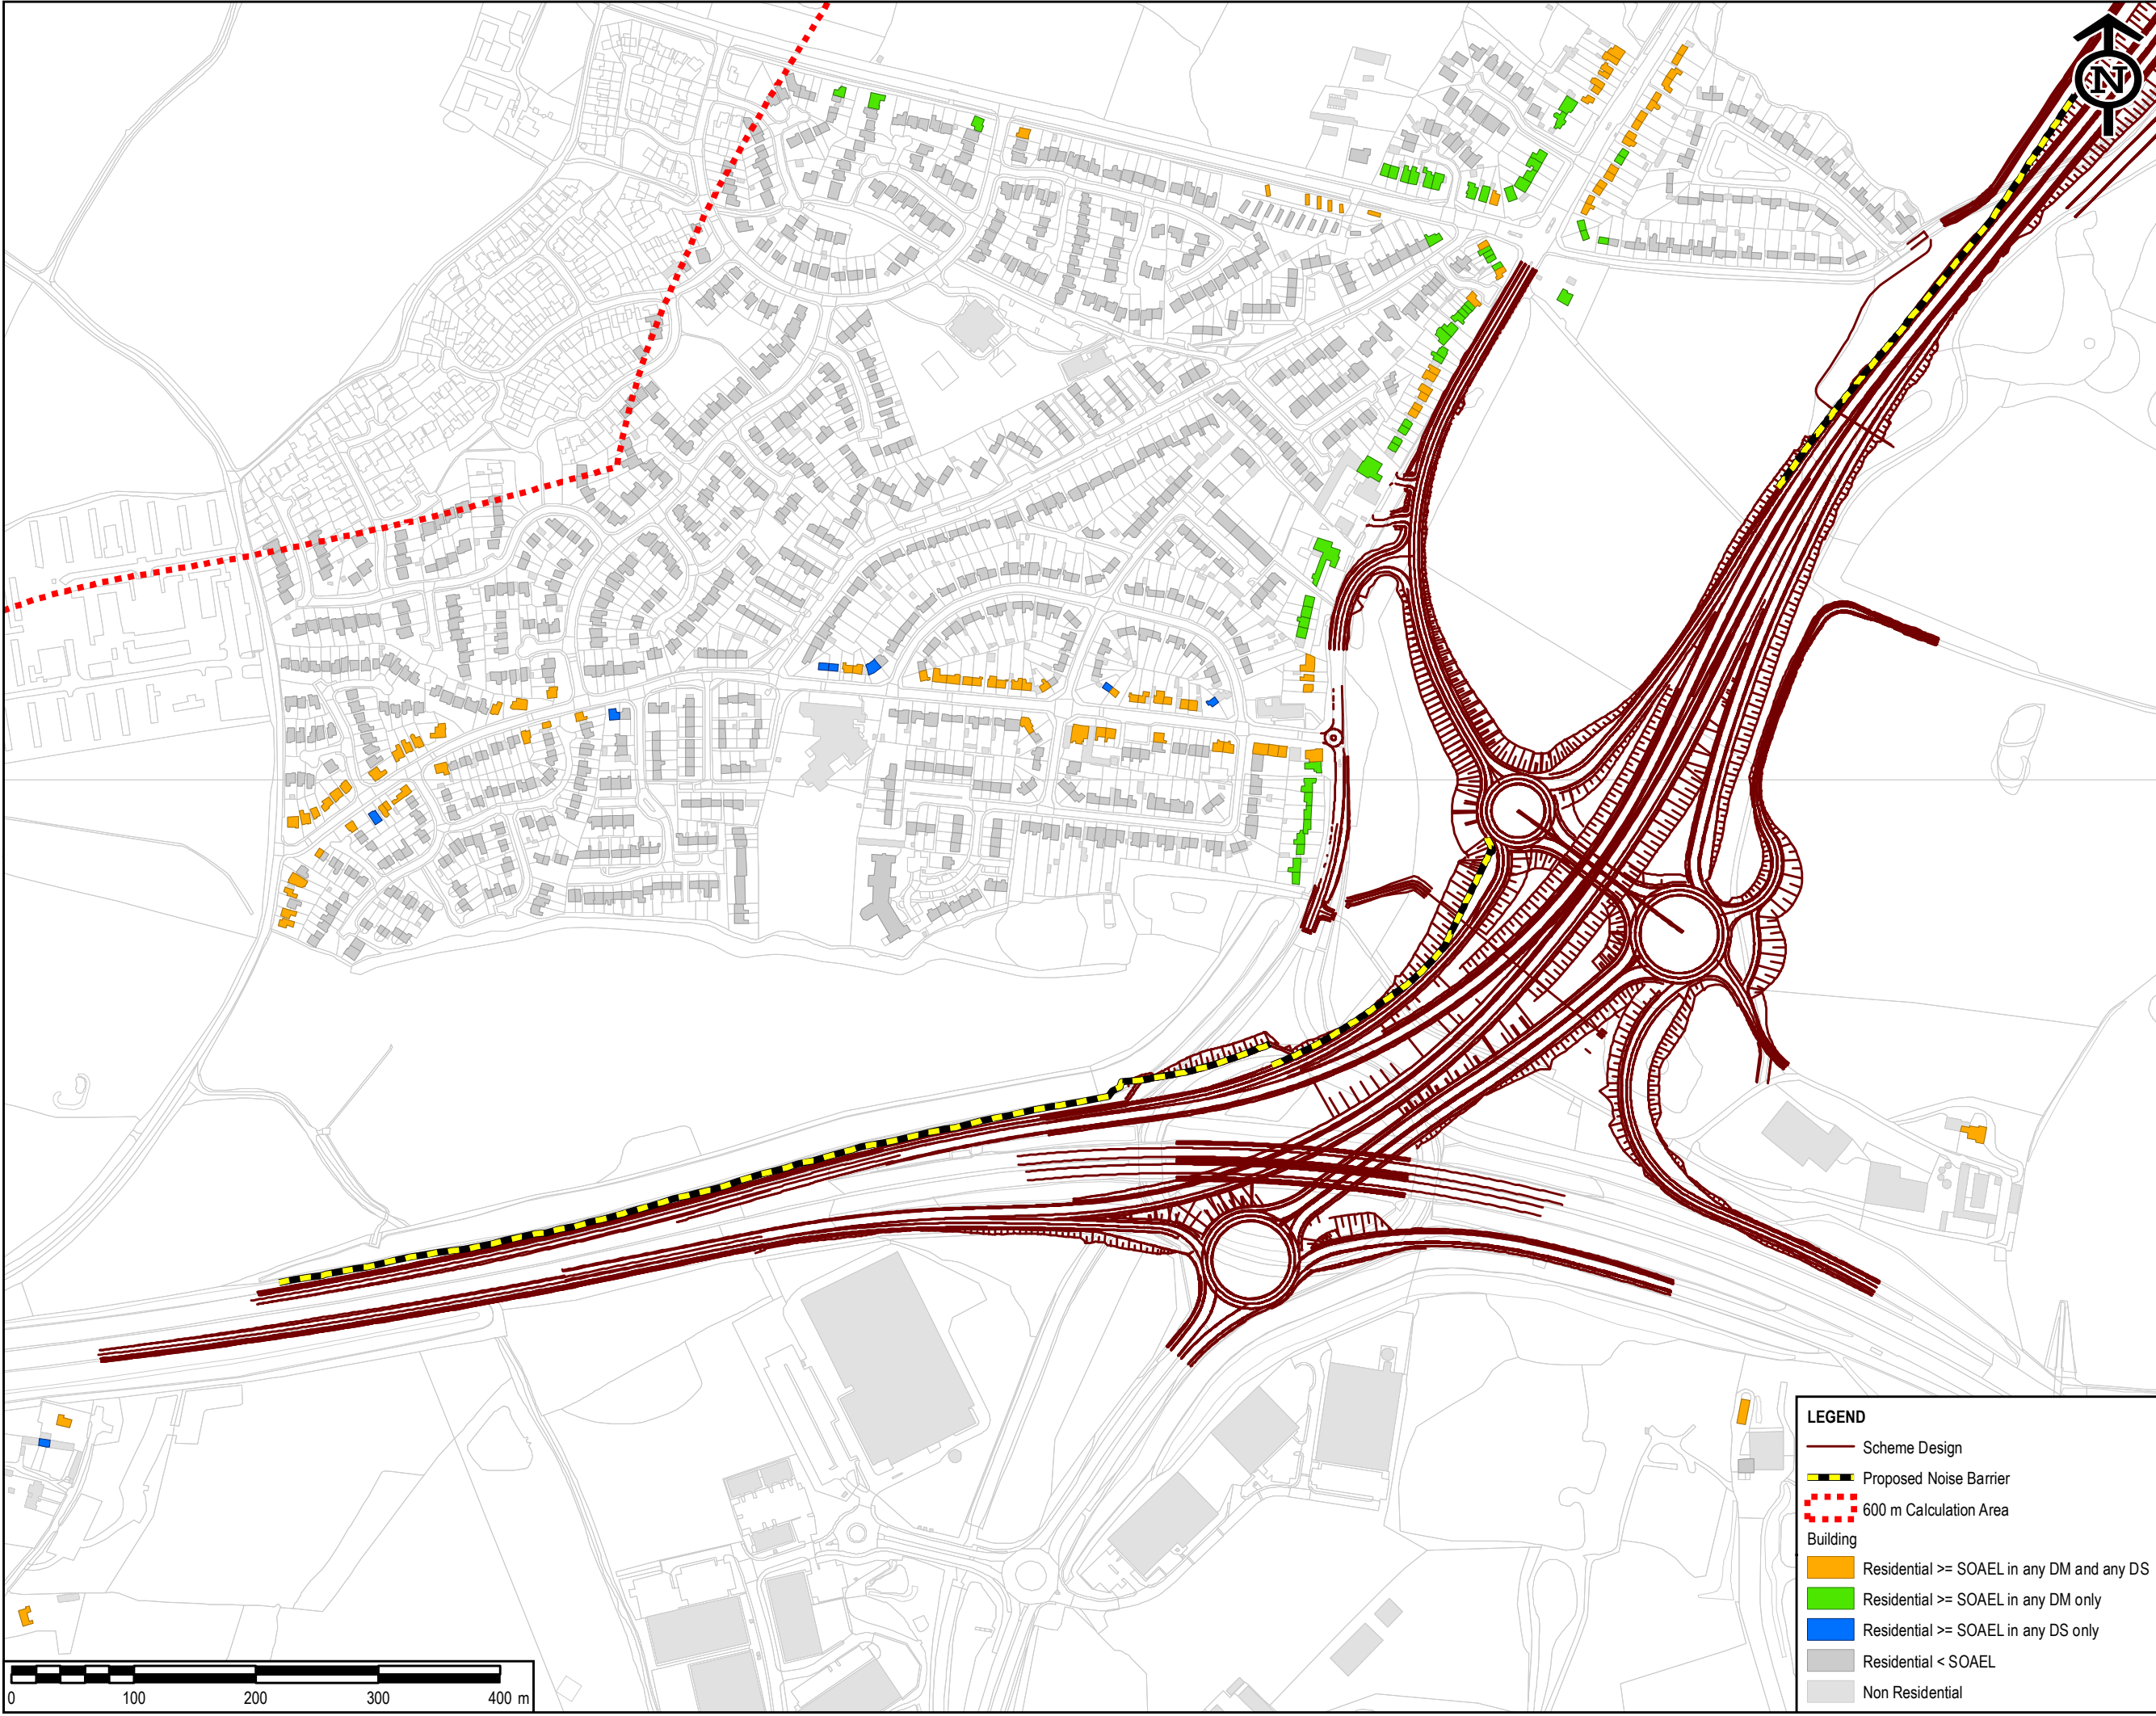 N
LEGEND
Scheme Design
Proposed Noise Barrier
600 m Calculation Area
Building
Residential >= SOAEL in any DM and any DS
Residential >= SOAEL in any DM only
Residential >= SOAEL in any DS only
Residential < SOAEL
Non Residential
0 100 200 300 400 m